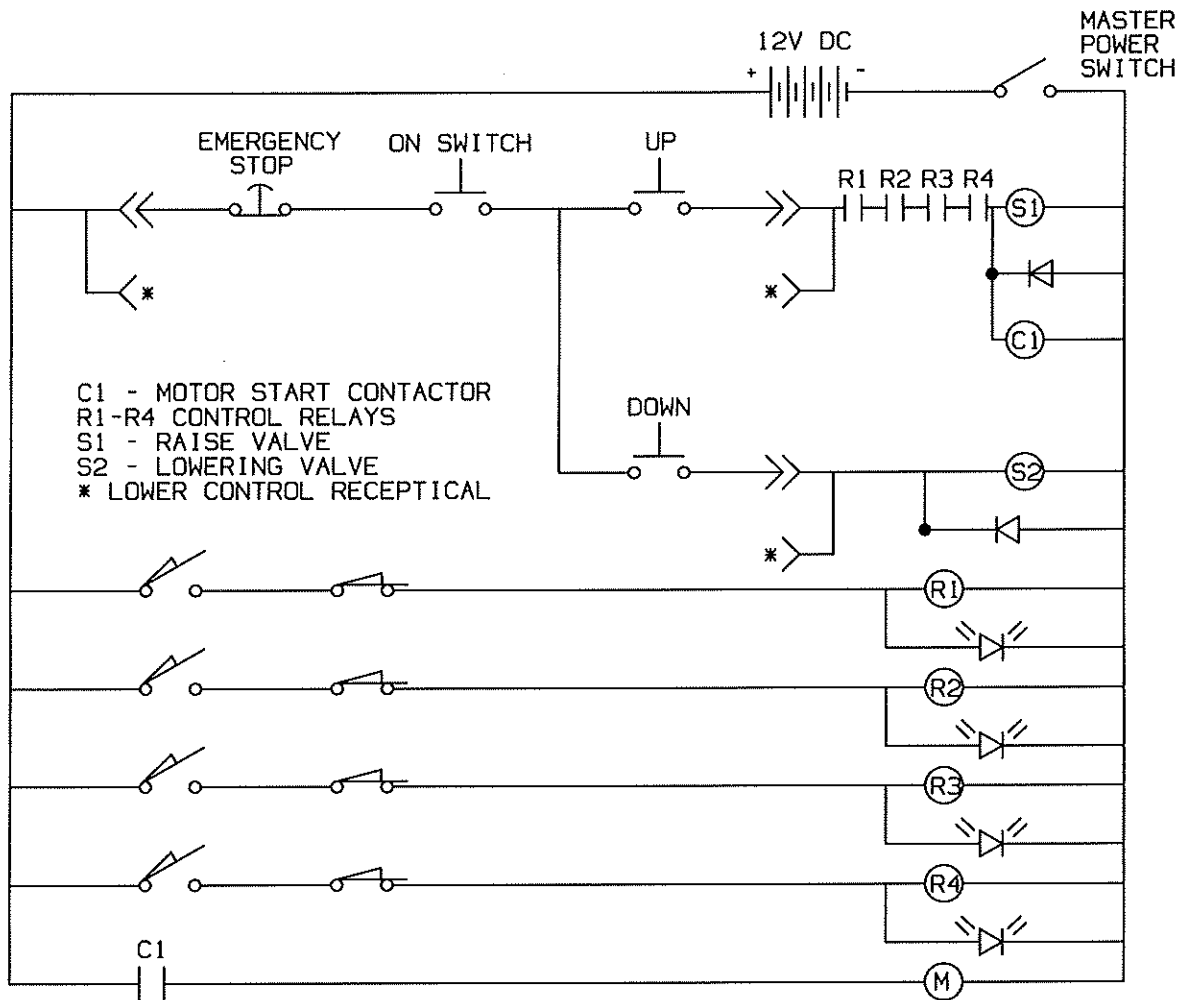 MASTER
POWER
SWITCH
12V DC
+ -
EMERGENCY
STOP
ON SWITCH
UP
R1 R2 R3 R4
S1
*
*
C1
C1 - MOTOR START CONTACTOR
R1-R4 CONTROL RELAYS
S1 - RAISE VALVE
S2 - LOWERING VALVE
* LOWER CONTROL RECEPTICAL
DOWN
S2
*
R1
R2
R3
R4
C1
M